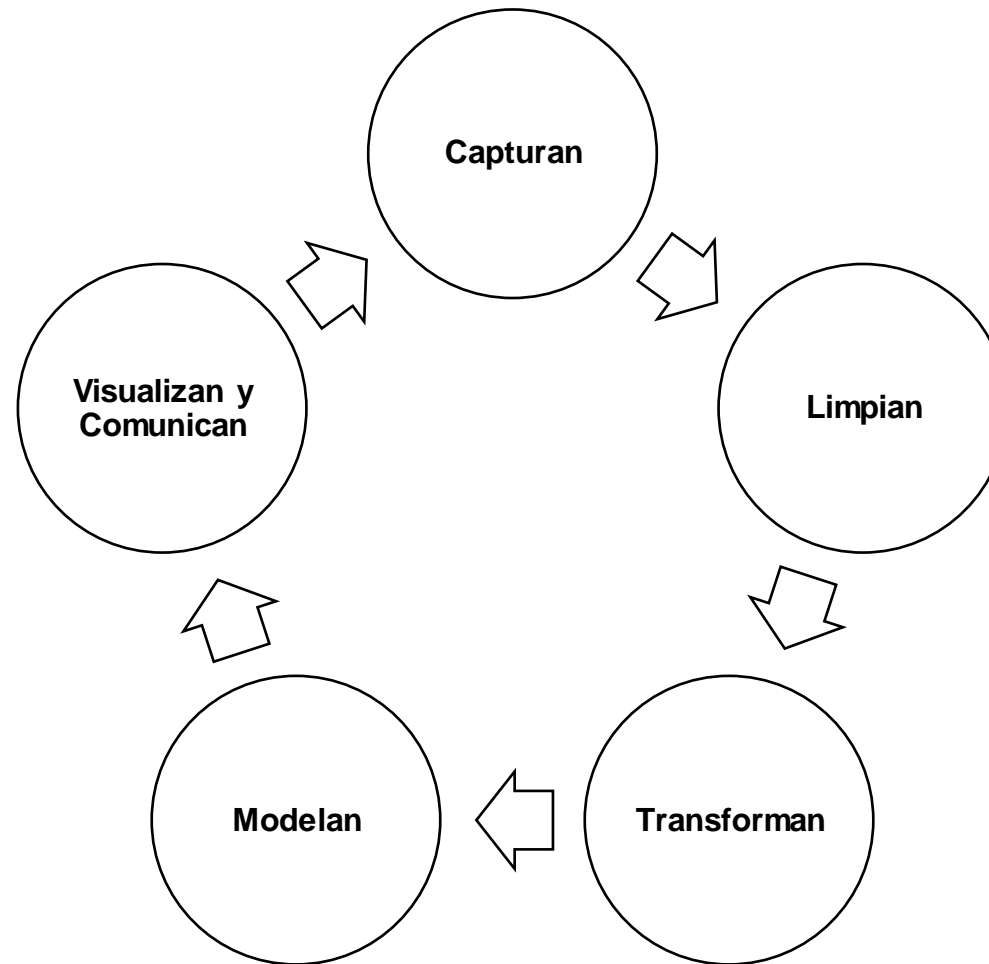 Capturan
Limpian
Transforman
Modelan
Visualizan y
Comunican